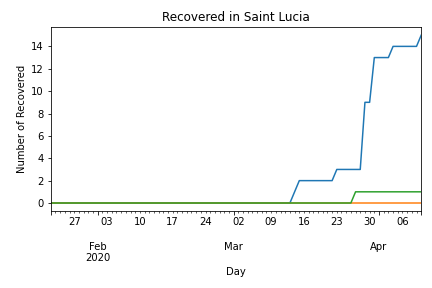 Recovered in Saint Lucia
Number of Recovered
14
12
10
8
6
4
2
0
27 03 10 17 24 02 09 16 23 30 06
Feb Mar Apr
2020
Day